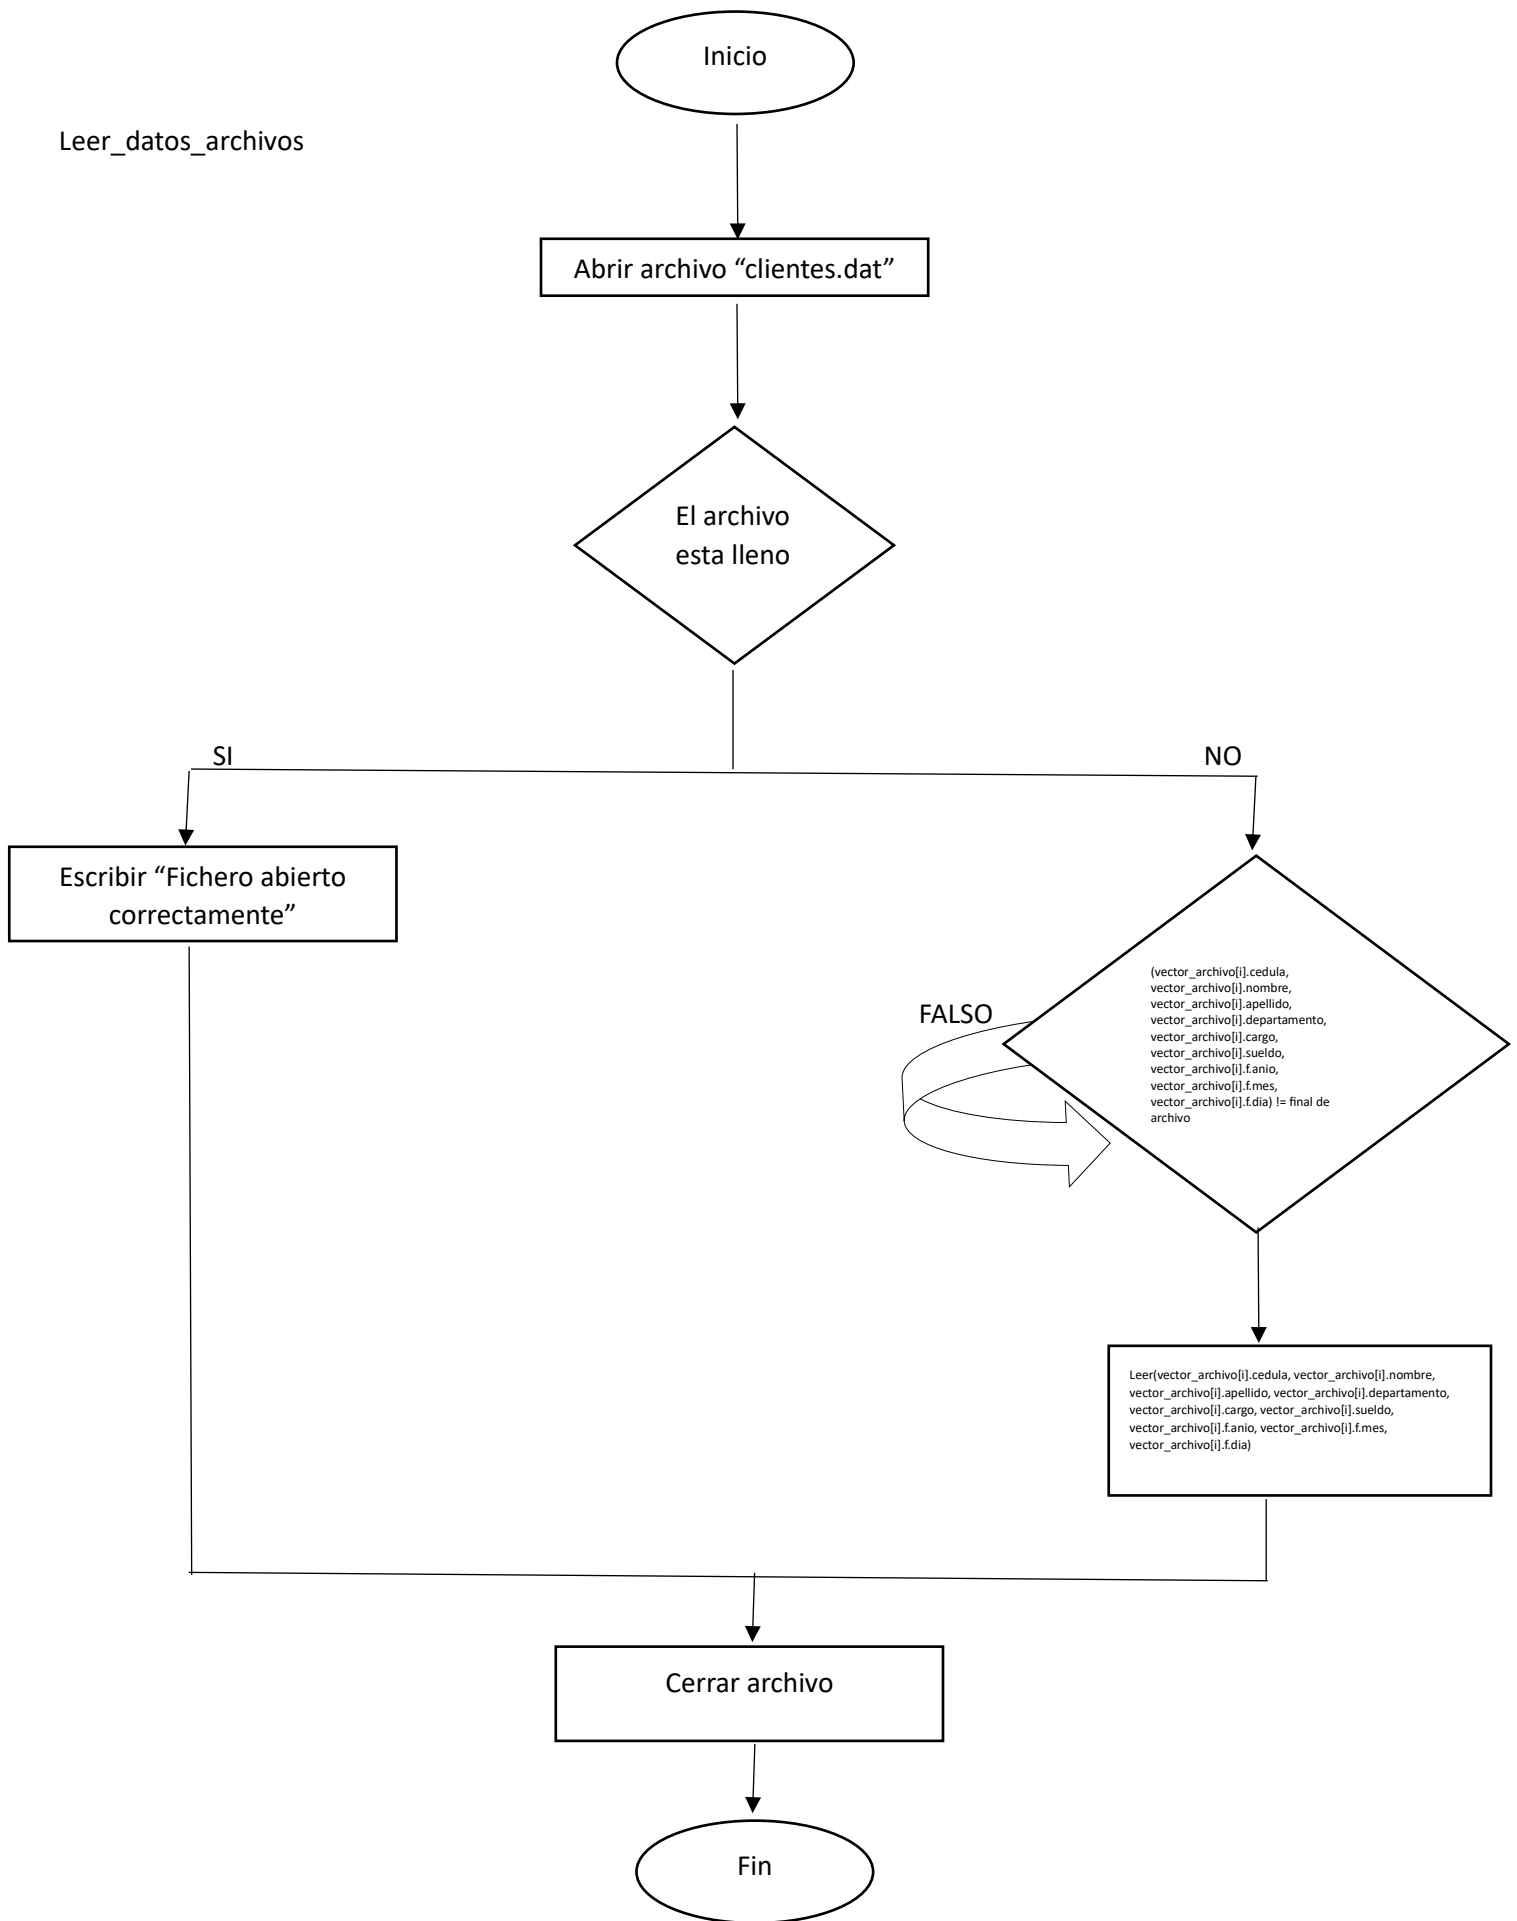 Inicio
Leer_datos_archivos
Abrir archivo “clientes.dat”
El archivo
esta lleno
SI
NO
Escribir “Fichero abierto
correctamente”
FALSO
(vector_archivo[i].cedula,
vector_archivo[i].nombre,
vector_archivo[i].apellido,
vector_archivo[i].departamento,
vector_archivo[i].cargo,
vector_archivo[i].sueldo,
vector_archivo[i].f.anio,
vector_archivo[i].f.mes,
vector_archivo[i].f.dia) != final de
archivo
Leer(vector_archivo[i].cedula, vector_archivo[i].nombre,
vector_archivo[i].apellido, vector_archivo[i].departamento,
vector_archivo[i].cargo, vector_archivo[i].sueldo,
vector_archivo[i].f.anio, vector_archivo[i].f.mes,
vector_archivo[i].f.dia)
Cerrar archivo
Fin